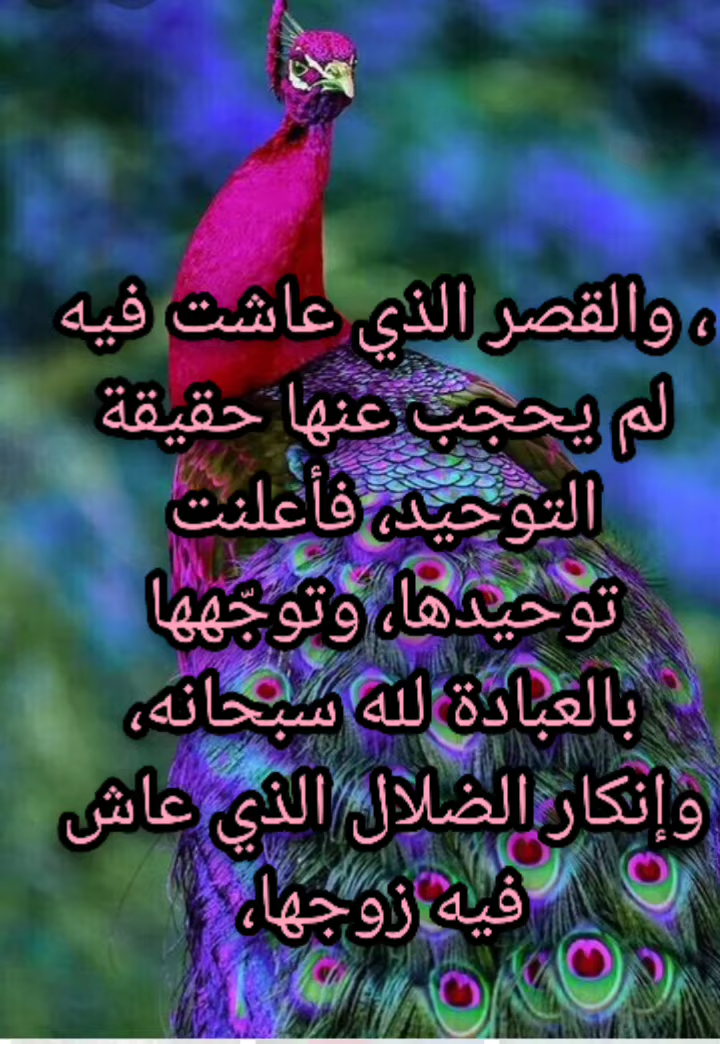 ، والقصر الذي عاشت فيه
لم يحجب عنها حقيقة
التوحيد، فأعلنت
توحيدها، وتوجّهها
بالعبادة لله سبحانه،
وإنكار الضلال الذي عاش
فيه زوجها،